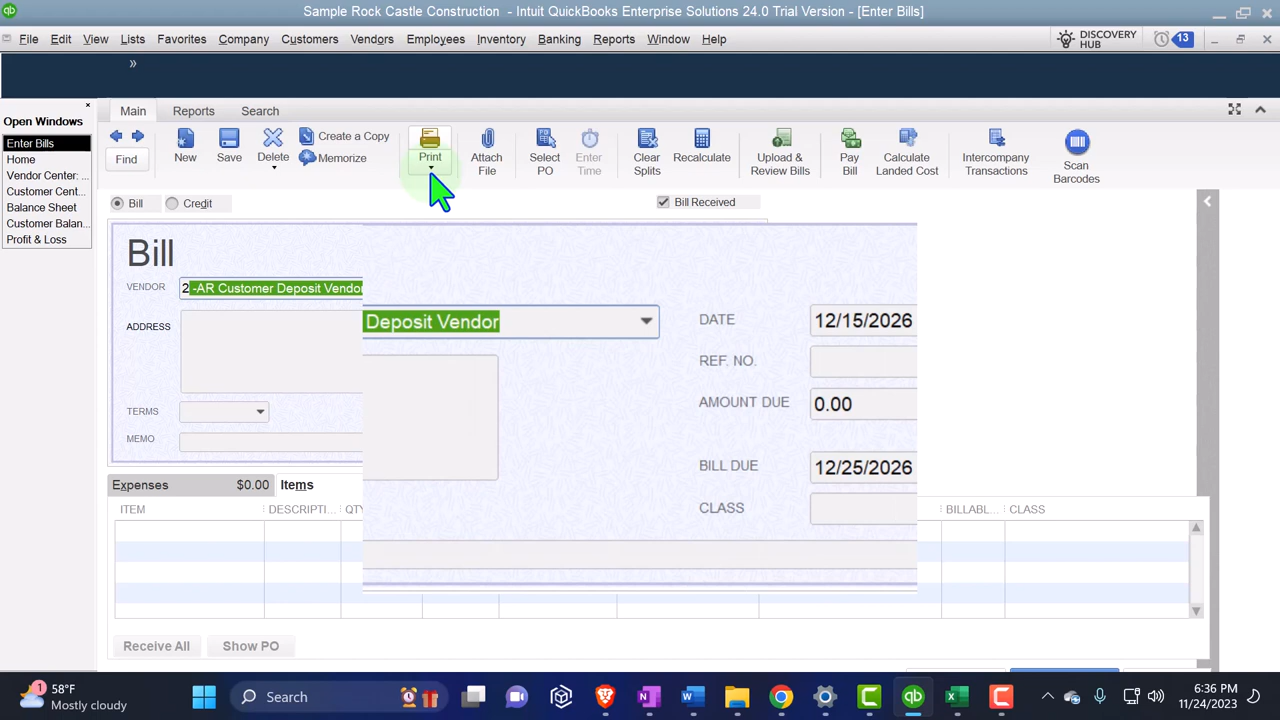 Sample Rock Castle Construction - Intuit QuickBooks Enterprise Solutions 24.0 Trial Version - [Enter Bills]
File Edit View Lists Favorites Company Customers Vendors Employees Inventory Banking Reports Window Help DISCOVERY HUB 13
»
Open Windows
Enter Bills
Home
Vendor Center: ...
Customer Cent...
Balance Sheet
Customer Balan...
Profit & Loss
Main Reports Search
Find New Save Delete Create a Copy Memorize Print Attach File Select PO Enter Time Clear Splits Recalculate Upload & Review Bills Pay Bill Calculate Landed Cost Intercompany Transactions Scan Barcodes
Bill Credit Bill Received
Bill
VENDOR 2 -AR Customer Deposit Vendor
Deposit Vendor DATE 12/15/2026
ADDRESS
REF. NO.
AMOUNT DUE 0.00
TERMS
MEMO
BILL DUE 12/25/2026
CLASS
Expenses $0.00 Items
ITEM DESCRIPTI... QTY BILLABL... CLASS
Receive All Show PO
1 58°F Mostly cloudy Search 6:36 PM 11/24/2023